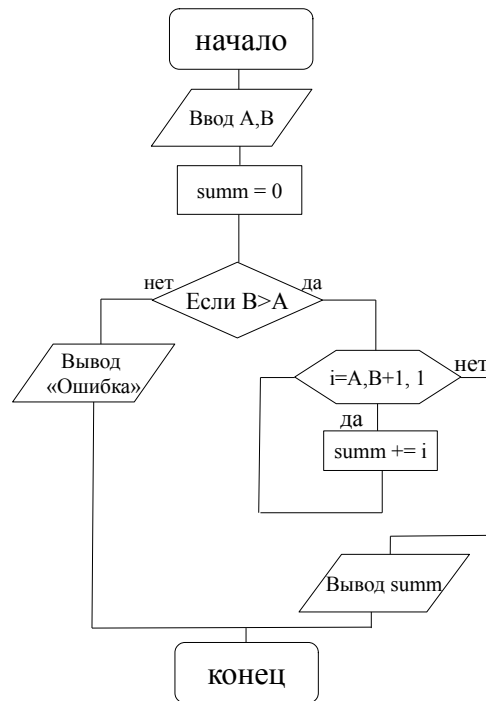 начало
Ввод A,B
summ = 0
нет
да
Если B>A
Вывод
«Ошибка»
i=A,B+1, 1
нет
да
summ += i
Вывод summ
конец